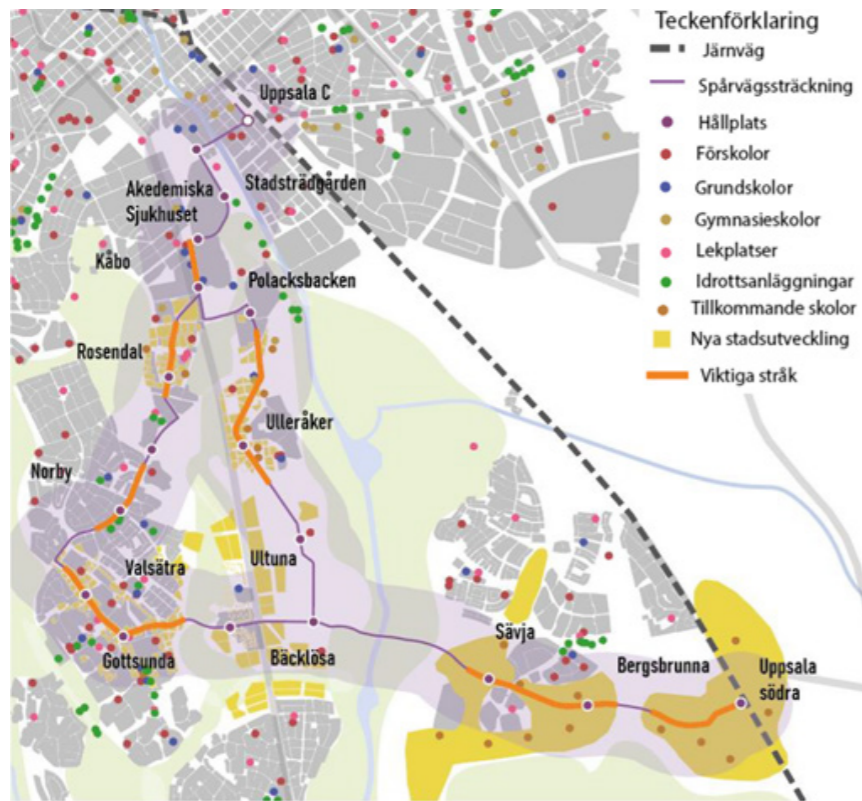 Teckenförklaring
Järnväg
Spårvägssträckning
Hållplats
Förskolor
Grundskolor
Gymnasieskolor
Lekplatser
Idrottsanläggningar
Tillkommande skolor
Nya stadsutveckling
Viktiga stråk
Uppsala C
Akedemiska
Sjukhuset
Stadsträdgården
Kåbo
Polacksbacken
Rosendal
Ulleråker
Norby
Valsätra
Ultuna
Gottsunda
Bäcklösa
Sävja
Bergsbrunna
Uppsala
södra